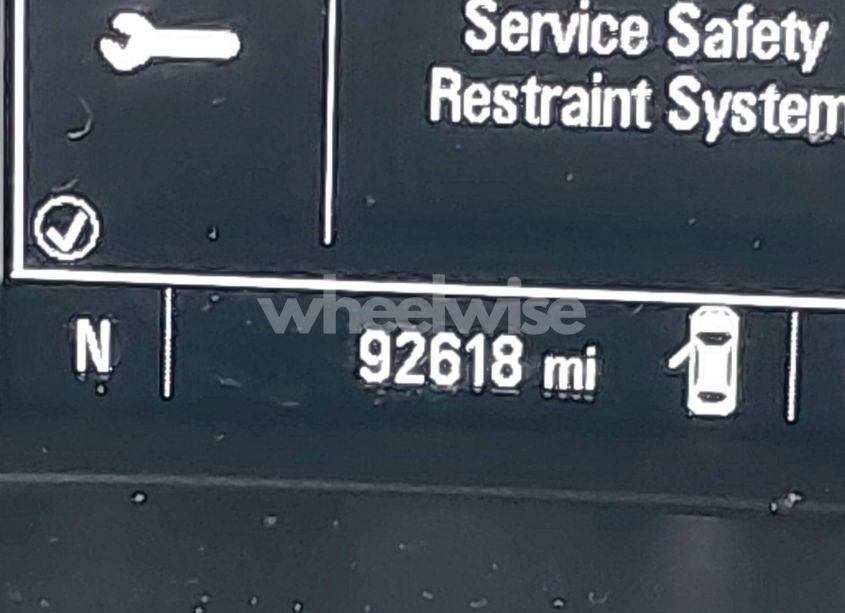 Service Safety
Restraint System
wheelwise
N
92618 mi